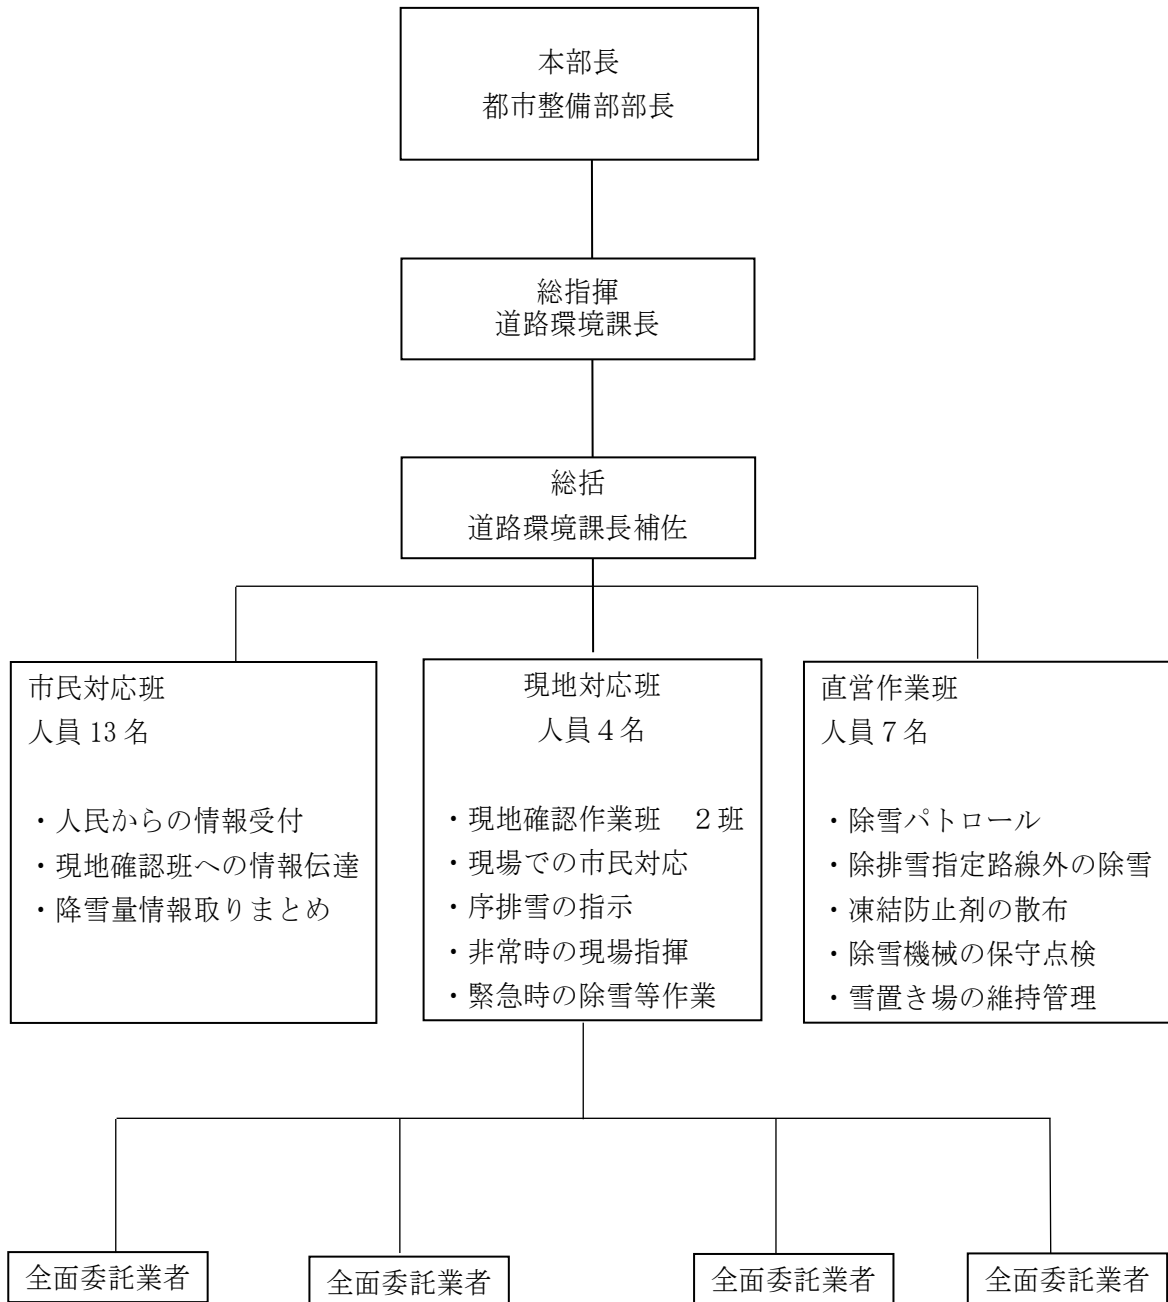 本部長
都市整備部部長
総指揮
道路環境課長
総括
道路環境課長補佐
市民対応班
人員 13 名
・人民からの情報受付
・現地確認班への情報伝達
・降雪量情報取りまとめ
現地対応班
人員４名
・現地確認作業班　２班
・現場での市民対応
・序排雪の指示
・非常時の現場指揮
・緊急時の除雪等作業
直営作業班
人員７名
・除雪パトロール
・除排雪指定路線外の除雪
・凍結防止剤の散布
・除雪機械の保守点検
・雪置き場の維持管理
全面委託業者
全面委託業者
全面委託業者
全面委託業者